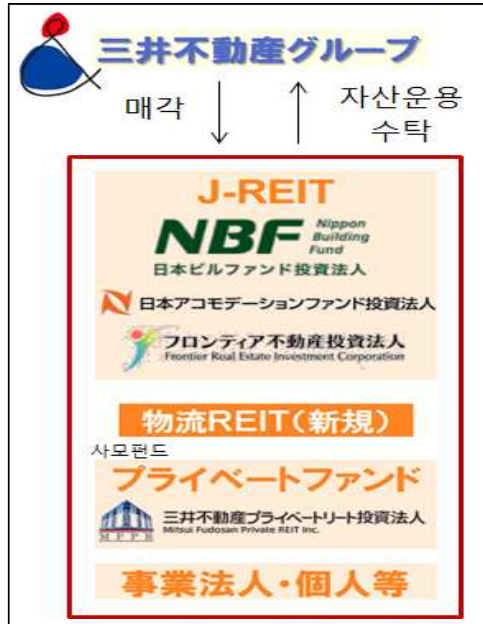 三井不動産グループ
매각
자산운용
수탁
J-REIT
NBF Nippon
Building
Fund
日本ビルファンド投資法人
日本アコモデーションファンド投資法人
フロンティア不動産投資法人
Frontier Real Estate Investment Corporation
物流REIT(新規)
사모펀드
プライベートファンド
三井不動産プライベートリート投資法人
Mitsui Fudosan Private REIT Inc.
MFPR
事業法人・個人等